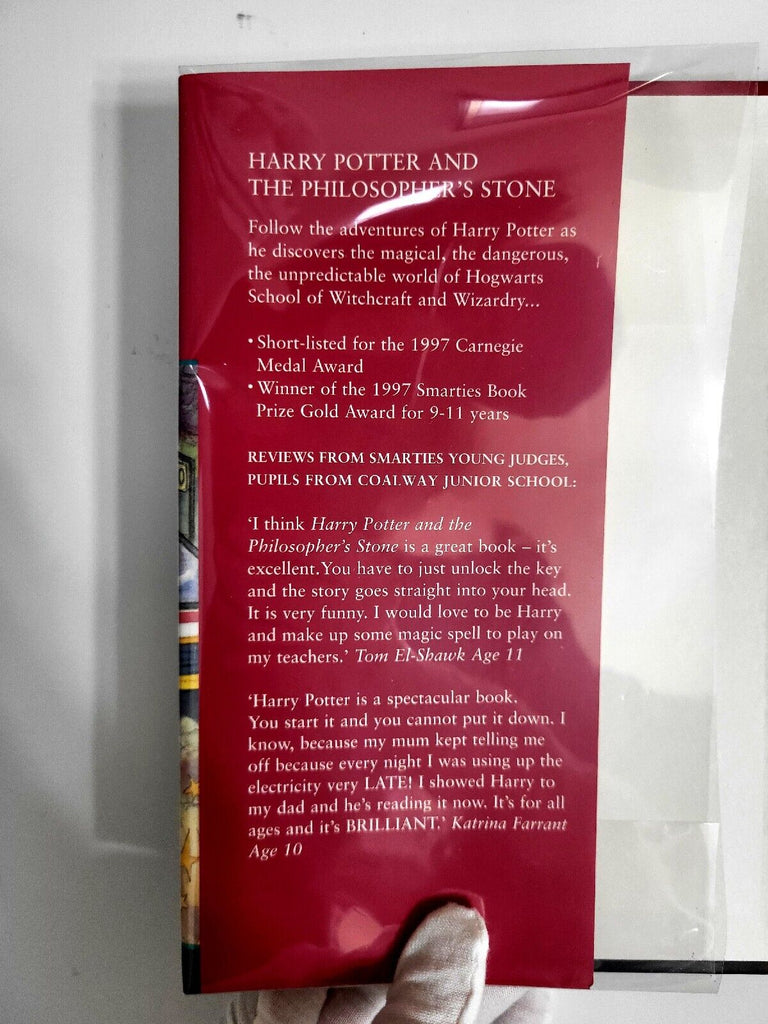 HARRY POTTER AND
THE PHILOSOPHER'S STONE
Follow the adventures of Harry Potter as
he discovers the magical, the dangerous,
the unpredictable world of Hogwarts
School of Witchcraft and Wizardry...
• Short-listed for the 1997 Carnegie
Medal Award
• Winner of the 1997 Smarties Book
Prize Gold Award for 9-11 years
REVIEWS FROM SMARTIES YOUNG JUDGES,
PUPILS FROM COALWAY JUNIOR SCHOOL:
'I think Harry Potter and the
Philosopher's Stone is a great book – it's
excellent. You have to just unlock the key
and the story goes straight into your head.
It is very funny. I would love to be Harry
and make up some magic spell to play on
my teachers.' Tom El-Shawk Age 11
'Harry Potter is a spectacular book.
You start it and you cannot put it down. I
know, because my mum kept telling me
off because every night I was using up the
electricity very LATE! I showed Harry to
my dad and he's reading it now. It's for all
ages and it's BRILLIANT.' Katrina Farrant
Age 10